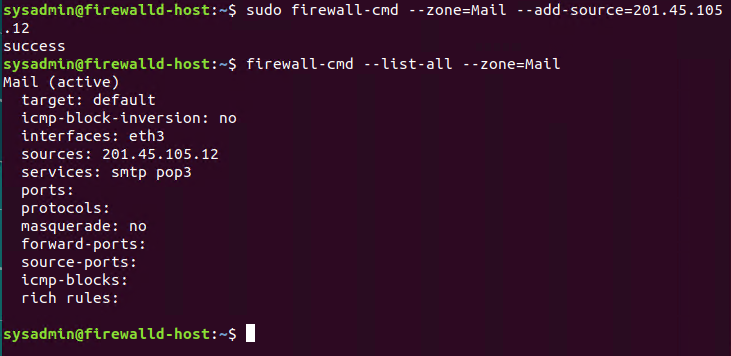 sysadmin@firewalld-host:~$ sudo firewall-cmd --zone=Mail --add-source=201.45.105
.12
success
sysadmin@firewalld-host:~$ firewall-cmd --list-all --zone=Mail
Mail (active)
  target: default
  icmp-block-inversion: no
  interfaces: eth3
  sources: 201.45.105.12
  services: smtp pop3
  ports:
  protocols:
  masquerade: no
  forward-ports:
  source-ports:
  icmp-blocks:
  rich rules:
sysadmin@firewalld-host:~$